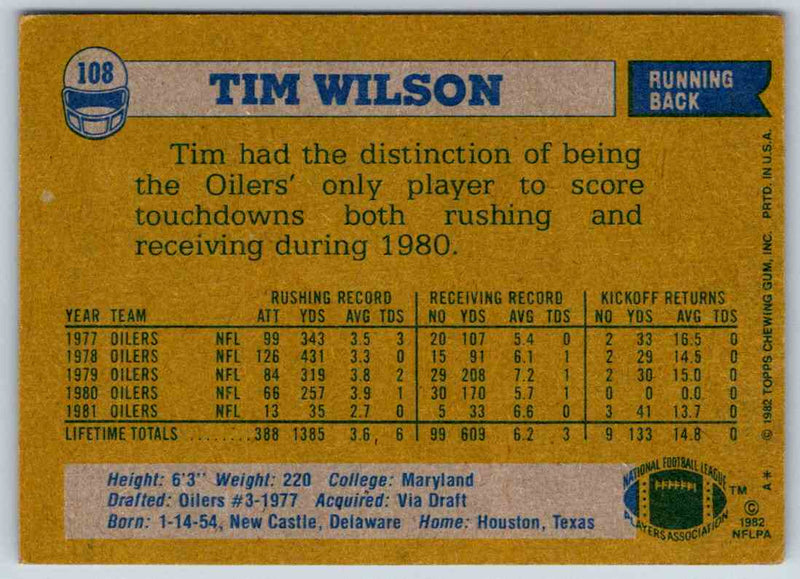 108
TIM WILSON
RUNNING
BACK
Tim had the distinction of being
the Oilers' only player to score
touchdowns both rushing and
receiving during 1980.
RUSHING RECORD RECEIVING RECORD KICKOFF RETURNS
YEAR TEAM ATT YDS AVG TDS NO YDS AVG TDS NO YDS AVG TDS
1977 OILERS NFL 99 343 3.5 3 20 107 5.4 0 2 33 16.5 0
1978 OILERS NFL 126 431 3.3 0 15 91 6.1 1 2 29 14.5 0
1979 OILERS NFL 84 319 3.8 2 29 208 7.2 1 2 30 15.0 0
1980 OILERS NFL 66 257 3.9 1 30 170 5.7 1 0 0 0.0 0
1981 OILERS NFL 13 35 2.7 0 5 33 6.6 0 3 41 13.7 0
LIFETIME TOTALS ........ 388 1385 3.6 6 99 609 6.2 3 9 133 14.8 0
Height: 6'3" Weight: 220 College: Maryland
Drafted: Oilers #3-1977 Acquired: Via Draft
Born: 1-14-54, New Castle, Delaware Home: Houston, Texas
NATIONAL FOOTBALL LEAGUE
PLAYERS ASSOCIATION
TM
©
1982
NFLPA
A* © 1982 TOPPS CHEWING GUM, INC. PRTD. IN U.S.A.